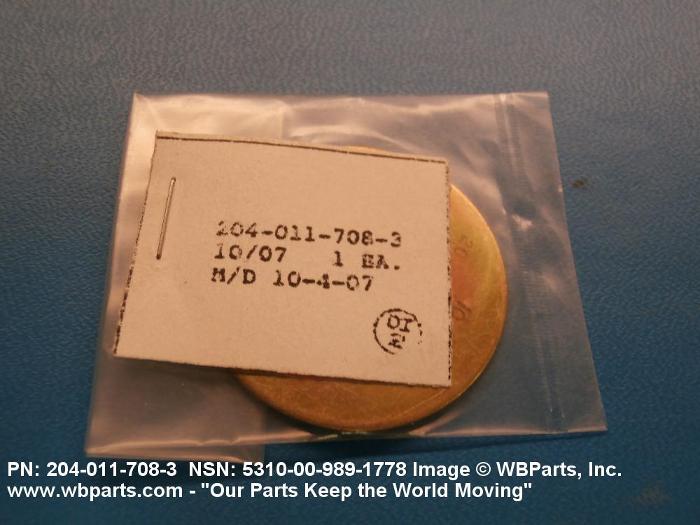 204-011-708-3
10/07 1 EA.
M/D 10-4-07
PN: 204-011-708-3 NSN: 5310-00-989-1778 Image © WBParts, Inc.
www.wbparts.com - "Our Parts Keep the World Moving"